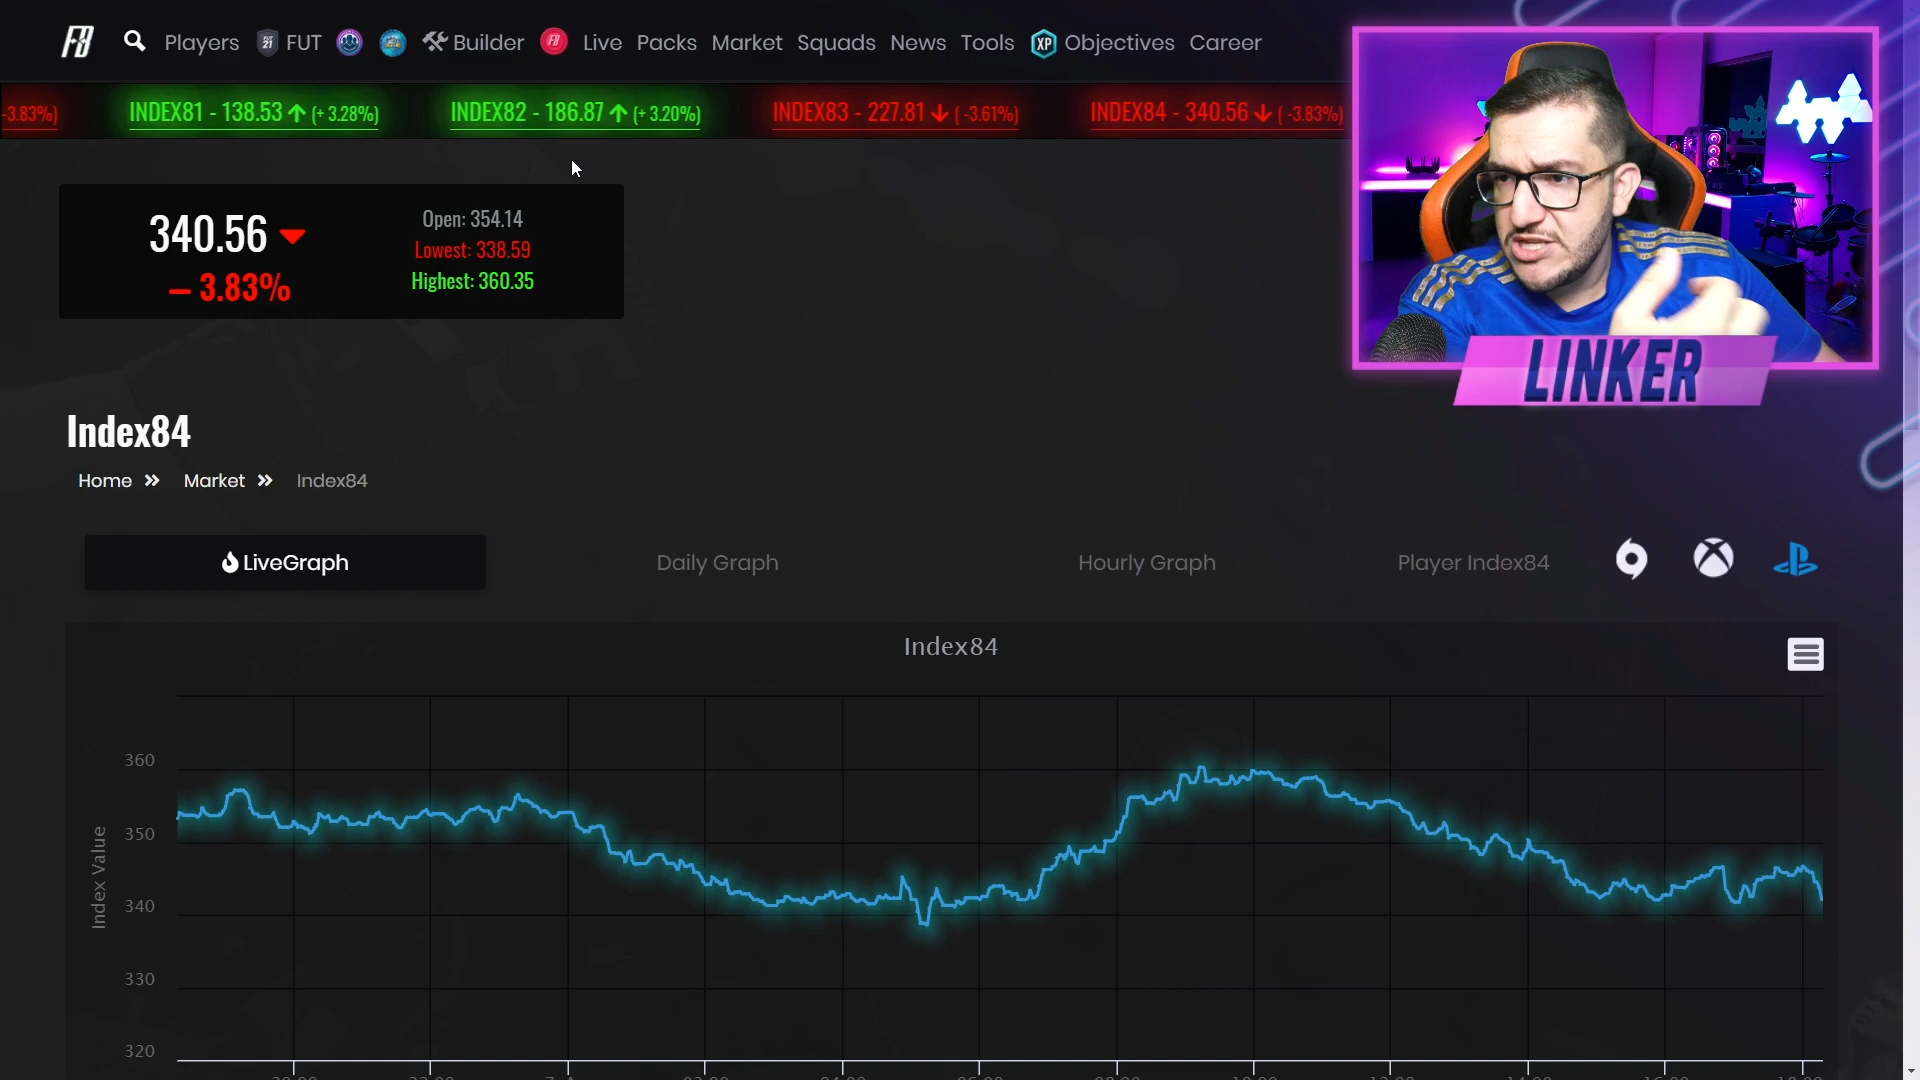 Players FUT Builder Live Packs Market Squads News Tools XP Objectives Career
-3.83%) INDEX81 - 138.53 (+ 3.28%) INDEX82 - 186.87 (+ 3.20%) INDEX83 - 227.81 ( -3.61%) INDEX84 - 340.56 ( -3.83%)
340.56
– 3.83%
Open: 354.14
Lowest: 338.59
Highest: 360.35
LINKER
Index84
Home » Market » Index84
LiveGraph Daily Graph Hourly Graph Player Index84
Index84
Index Value
360
350
340
330
320